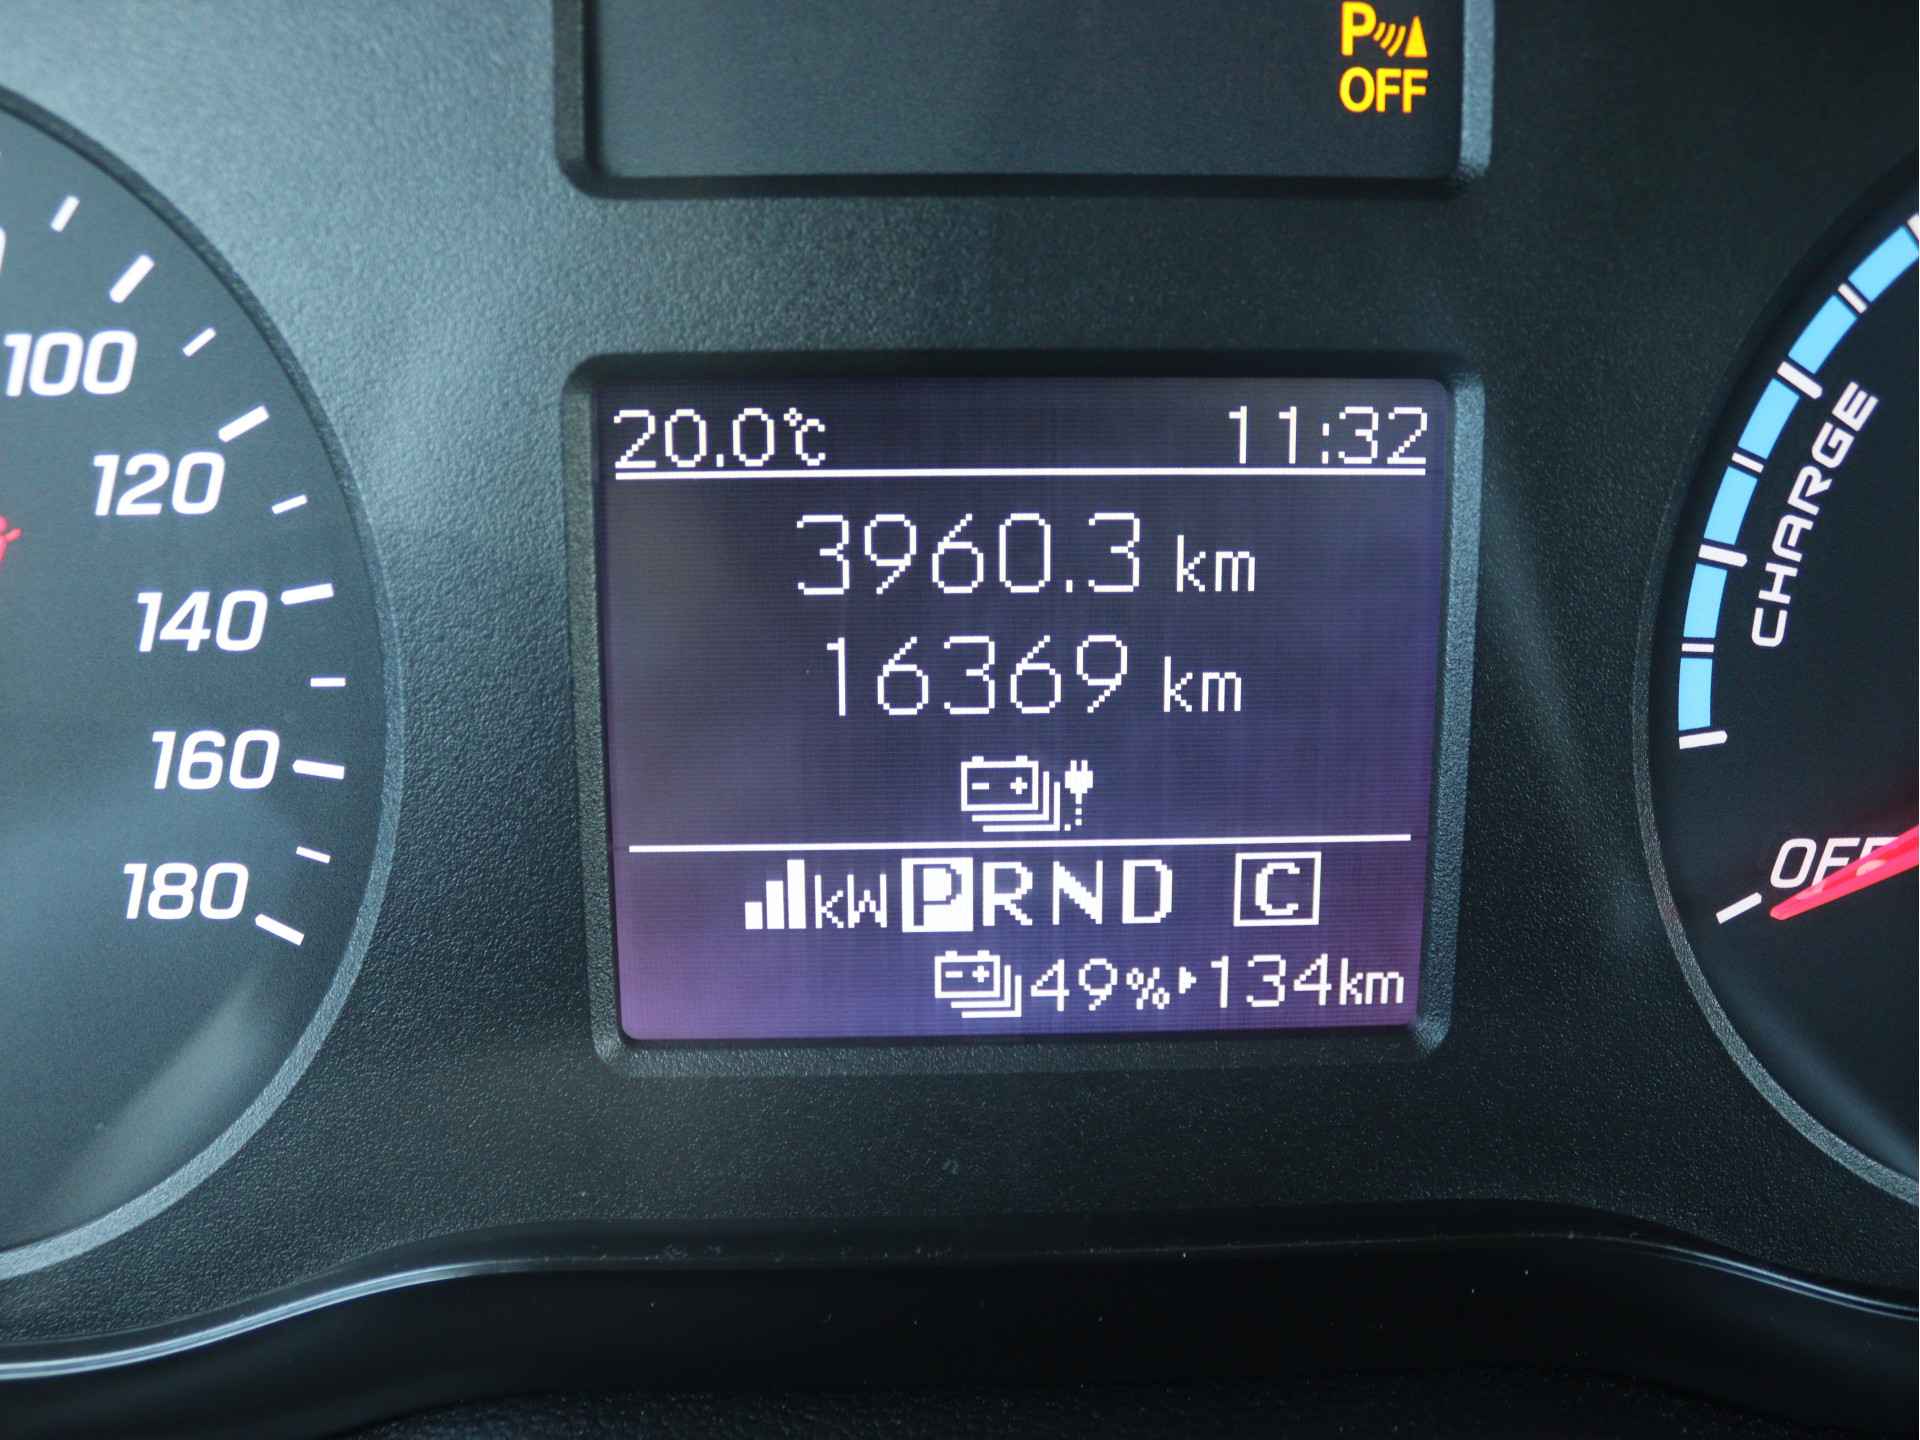 P
OFF
100
120
140
160
180
20.0°C 11:32
3960.3 km
16369 km
kW PRND C
49% 134km
CHARGE
OFF